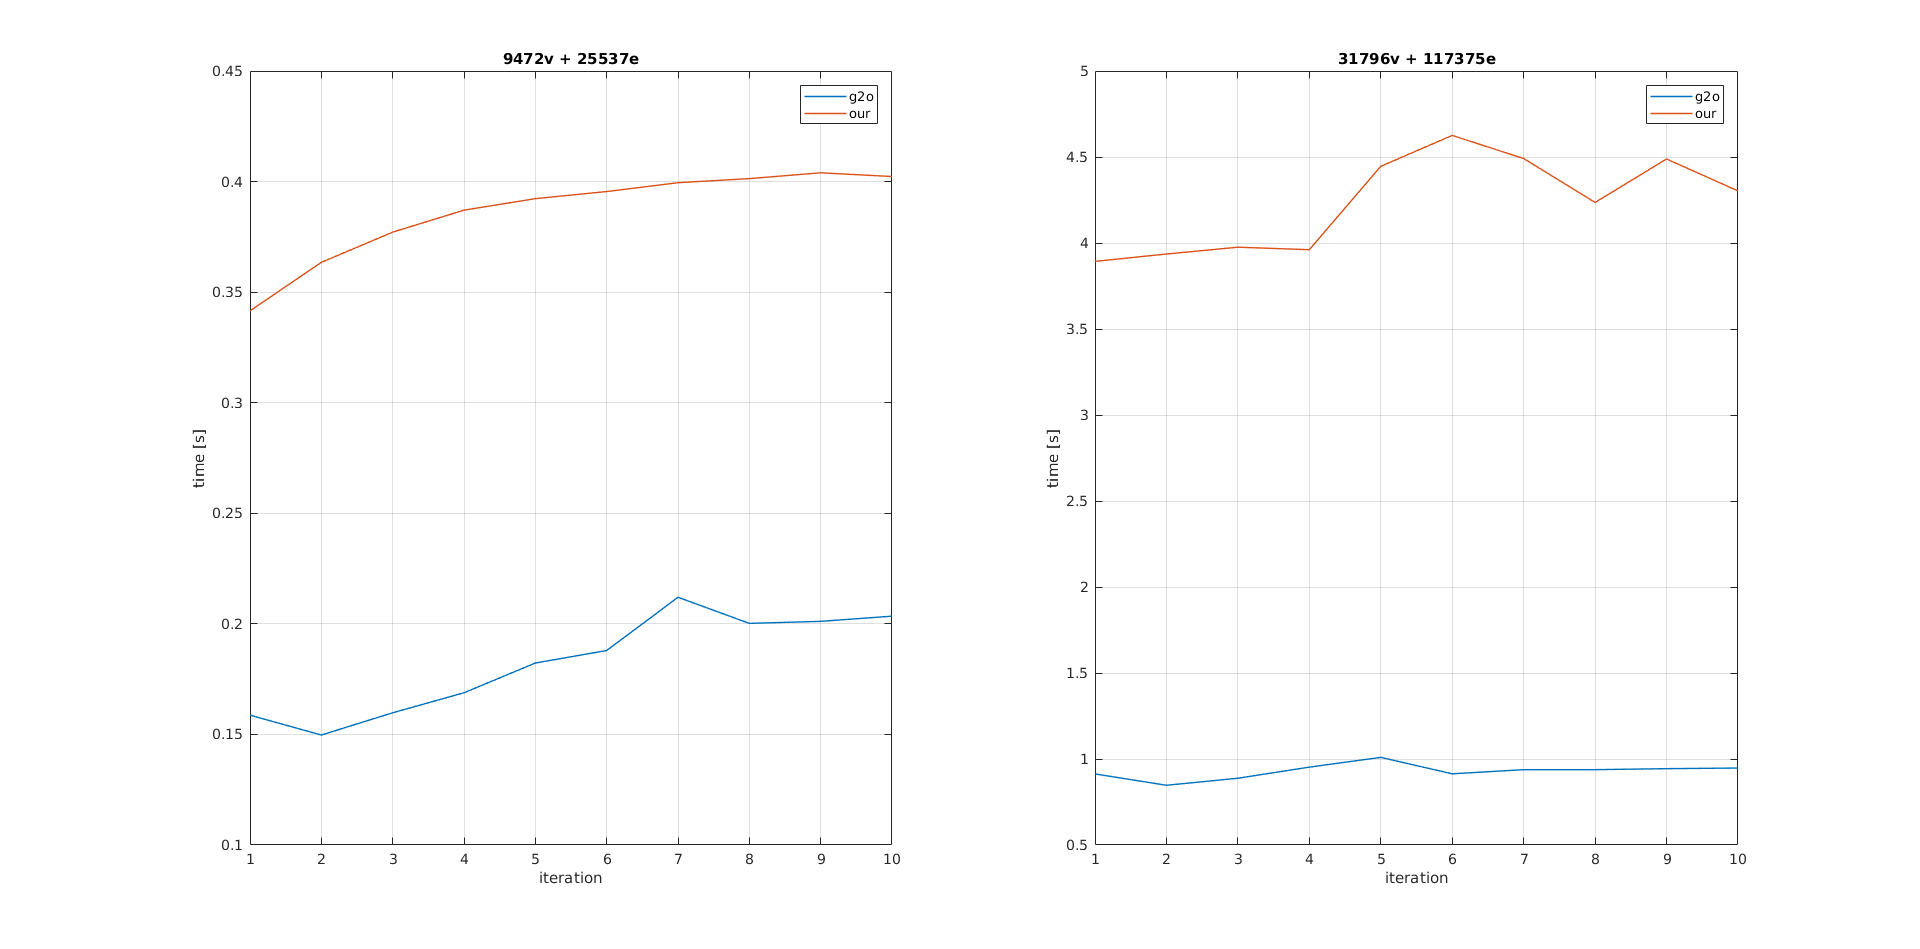 9472v + 25537e
0.45
0.4
0.35
0.3
0.25
0.2
0.15
0.1
time [s]
1 2 3 4 5 6 7 8 9 10
iteration
g2o
our
31796v + 117375e
5
4.5
4
3.5
3
2.5
2
1.5
1
0.5
time [s]
1 2 3 4 5 6 7 8 9 10
iteration
g2o
our